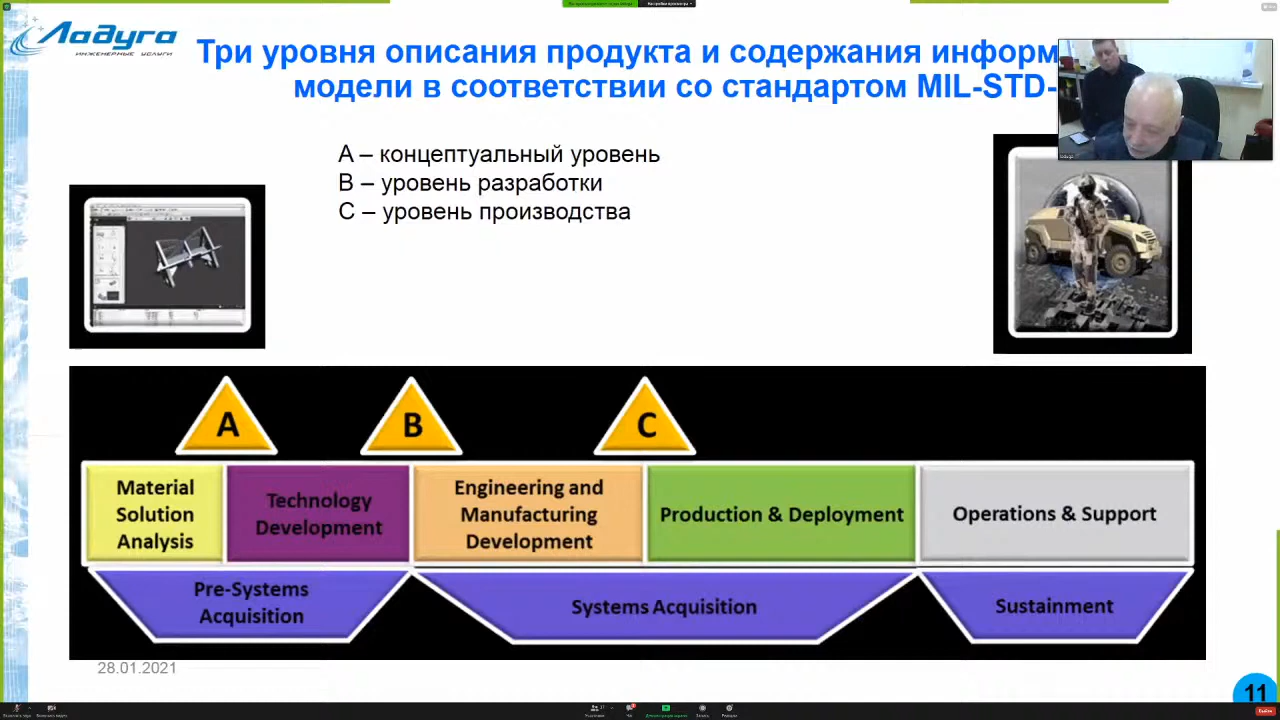 Ладуга
ИНЖЕНЕРНЫЕ УСЛУГИ
Три уровня описания продукта и содержания информ
модели в соответствии со стандартом MIL-STD-
A – концептуальный уровень
B – уровень разработки
C – уровень производства
A
B
C
Material
Solution
Analysis
Technology
Development
Engineering and
Manufacturing
Development
Production & Deployment
Operations & Support
Pre-Systems
Acquisition
Systems Acquisition
Sustainment
28.01.2021
11